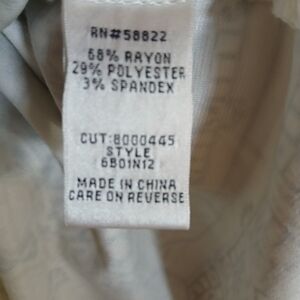 RN#58822
68% RAYON
29% POLYESTER
3% SPANDEX
CUT:8000445
STYLE
6B01N12
MADE IN CHINA
CARE ON REVERSE